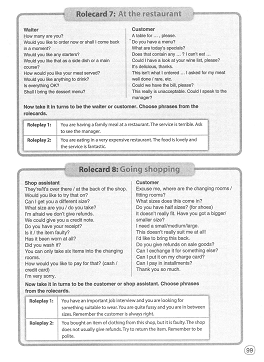 Rolecard 7: At the restaurant
Waiter
How many are you?
Would you like to order now or shall I come back
in a moment?
Would you like any starters?
Would you like that as a side dish or a main
course?
How would you like your meat served?
Would you like anything to drink?
Is everything OK?
Shall I bring the dessert menu?
Customer
A table for ..... please.
Do you have a menu?
What are today's specials?
Does that contain any ... ? I can't eat ...
Could I have a look at your wine list, please?
It's delicious, thanks.
This isn't what I ordered ... I asked for my meat
well done / rare, etc.
Could we have the bill, please?
This really is unacceptable. Could I speak to the
manager?
Now take it in turns to be the waiter or customer. Choose phrases from the
rolecards.
Roleplay 1: You are having a family meal at a restaurant. The service is terrible. Ask
to see the manager.
Roleplay 2: You are eating in a very expensive restaurant. The food is lovely and
the service is fantastic.
Rolecard 8: Going shopping
Shop assistant
They're/It's over there / at the back of the shop.
Would you like to try that on?
Can I get you a different size?
What size are you / do you take?
I'm afraid we don't give refunds.
We could give you a credit note.
Do you have your receipt?
Is it / the item faulty?
Has it been worn at all?
Did you wash it?
You can only take six items into the changing
rooms.
How would you like to pay for that? (cash /
credit card)
I'm very sorry.
Customer
Excuse me, where are the changing rooms /
fitting rooms?
What sizes does this come in?
Do you have half sizes? (for shoes)
It doesn't really fit. Have you got a bigger/
smaller size?
I need a small/medium/large.
This doesn't really suit me at all!
I'd like to bring this back.
Do you give refunds on sale goods?
Can I exchange it for something else?
Can I put it on my charge card?
Can I pay in installments?
Thank you so much.
Now take it in turns to be the customer or shop assistant. Choose phrases
from the rolecards.
Roleplay 1: You have an important job interview and you are looking for
something suitable to wear. You are quite fussy and you are in between
sizes. Remember the customer is always right.
Roleplay 2: You bought an item of clothing from this shop, but it is faulty. The shop
does not usually give refunds. Try to return the item. Remember to be
polite.
99